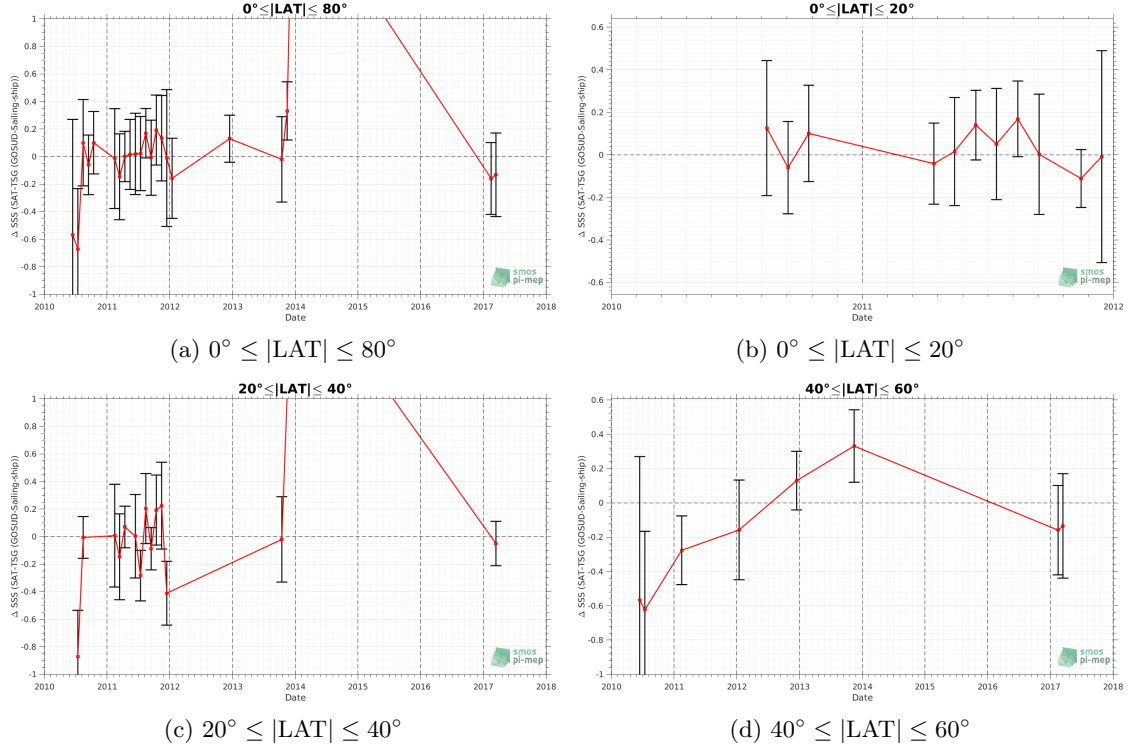 0°≤|LAT|≤ 80°
Δ SSS (SAT-TSG (GOSUD-Sailing-ship))
1
0.8
0.6
0.4
0.2
0
-0.2
-0.4
-0.6
-0.8
-1
2010 2011 2012 2013 2014 2015 2016 2017 2018
Date
smos
pi-mep
(a) 0° ≤ |LAT| ≤ 80°
0°≤|LAT|≤ 20°
Δ SSS (SAT-TSG (GOSUD-Sailing-ship))
0.6
0.4
0.2
0
-0.2
-0.4
-0.6
2010 2011 2012
Date
smos
pi-mep
(b) 0° ≤ |LAT| ≤ 20°
20°≤|LAT|≤ 40°
Δ SSS (SAT-TSG (GOSUD-Sailing-ship))
1
0.8
0.6
0.4
0.2
0
-0.2
-0.4
-0.6
-0.8
-1
2010 2011 2012 2013 2014 2015 2016 2017 2018
Date
smos
pi-mep
(c) 20° ≤ |LAT| ≤ 40°
40°≤|LAT|≤ 60°
Δ SSS (SAT-TSG (GOSUD-Sailing-ship))
0.6
0.4
0.2
0
-0.2
-0.4
-0.6
-0.8
-1
2010 2011 2012 2013 2014 2015 2016 2017 2018
Date
smos
pi-mep
(d) 40° ≤ |LAT| ≤ 60°